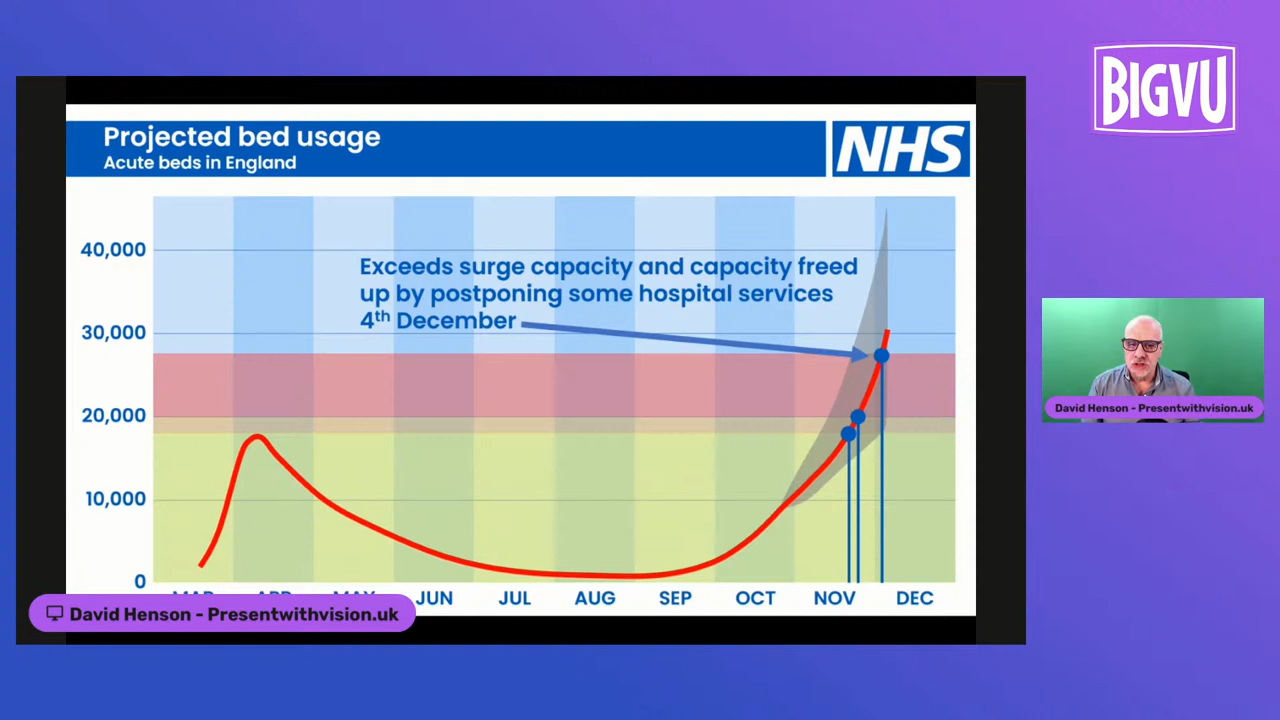 BIGVU
Projected bed usage
Acute beds in England
NHS
40,000
30,000
20,000
10,000
0
Exceeds surge capacity and capacity freed
up by postponing some hospital services
4th December
JUN JUL AUG SEP OCT NOV DEC
David Henson - Presentwithvision.uk
David Henson - Presentwithvision.uk